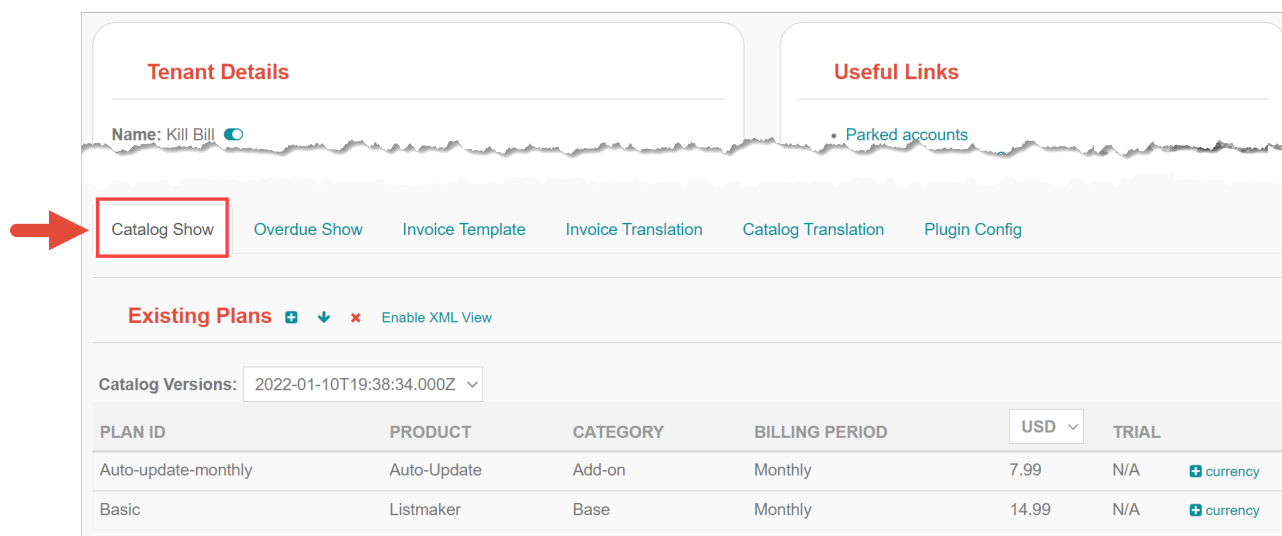 Tenant Details
Useful Links
Name: Kill Bill
Parked accounts
Catalog Show Overdue Show Invoice Template Invoice Translation Catalog Translation Plugin Config
Existing Plans Enable XML View
Catalog Versions: 2022-01-10T19:38:34.000Z
PLAN ID PRODUCT CATEGORY BILLING PERIOD USD TRIAL
Auto-update-monthly Auto-Update Add-on Monthly 7.99 N/A currency
Basic Listmaker Base Monthly 14.99 N/A currency